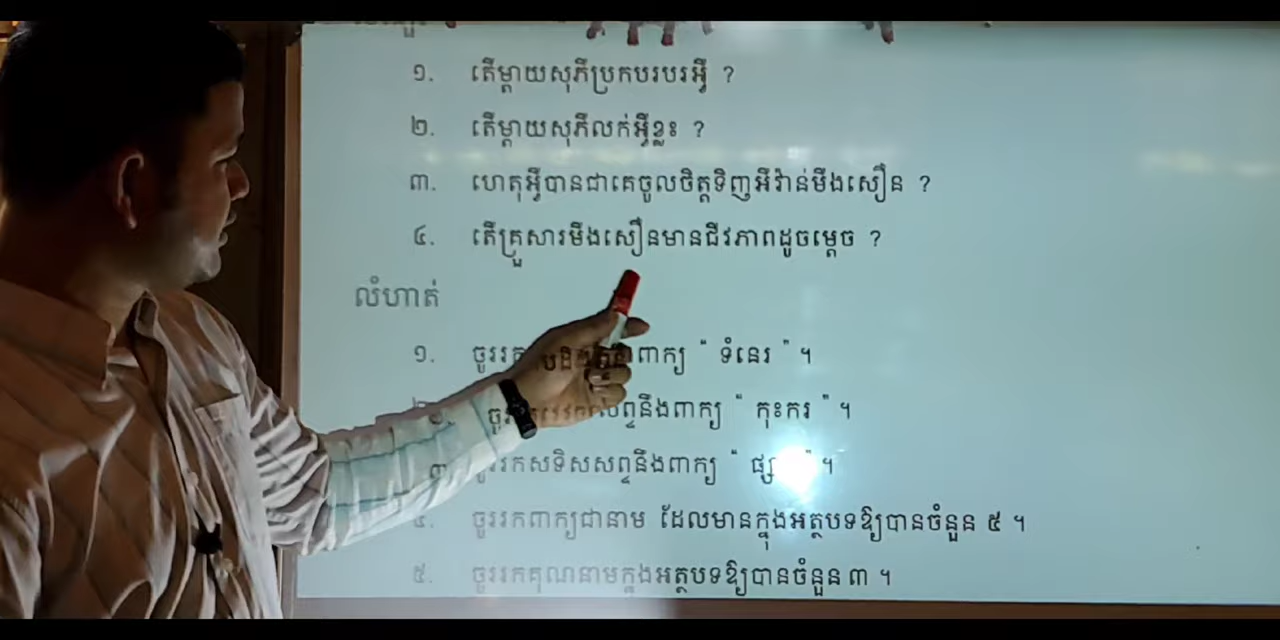 ១. តើម្ដាយសុភីប្រកបរបរអ្វី ?
២. តើម្ដាយសុភីលក់អ្វីខ្លះ ?
៣. ហេតុអ្វីបានជាគេចូលចិត្តទិញអីវ៉ាន់មីងសឿន ?
៤. តើគ្រួសារមីងសឿនមានជីវភាពដូចម្ដេច ?
លំហាត់
១. ចូររក ពាក្យ “ ទំនេរ ” ។
២. នឹងពាក្យ “ កុះករ ” ។
៣. ចូររកសទិសសព្ទនឹងពាក្យ “ ” ។
៤. ចូររកពាក្យជានាម ដែលមានក្នុងអត្ថបទឱ្យបានចំនួន ៥ ។
៥. ចូររកគុណនាមក្នុងអត្ថបទឱ្យបានចំនួន ៣ ។